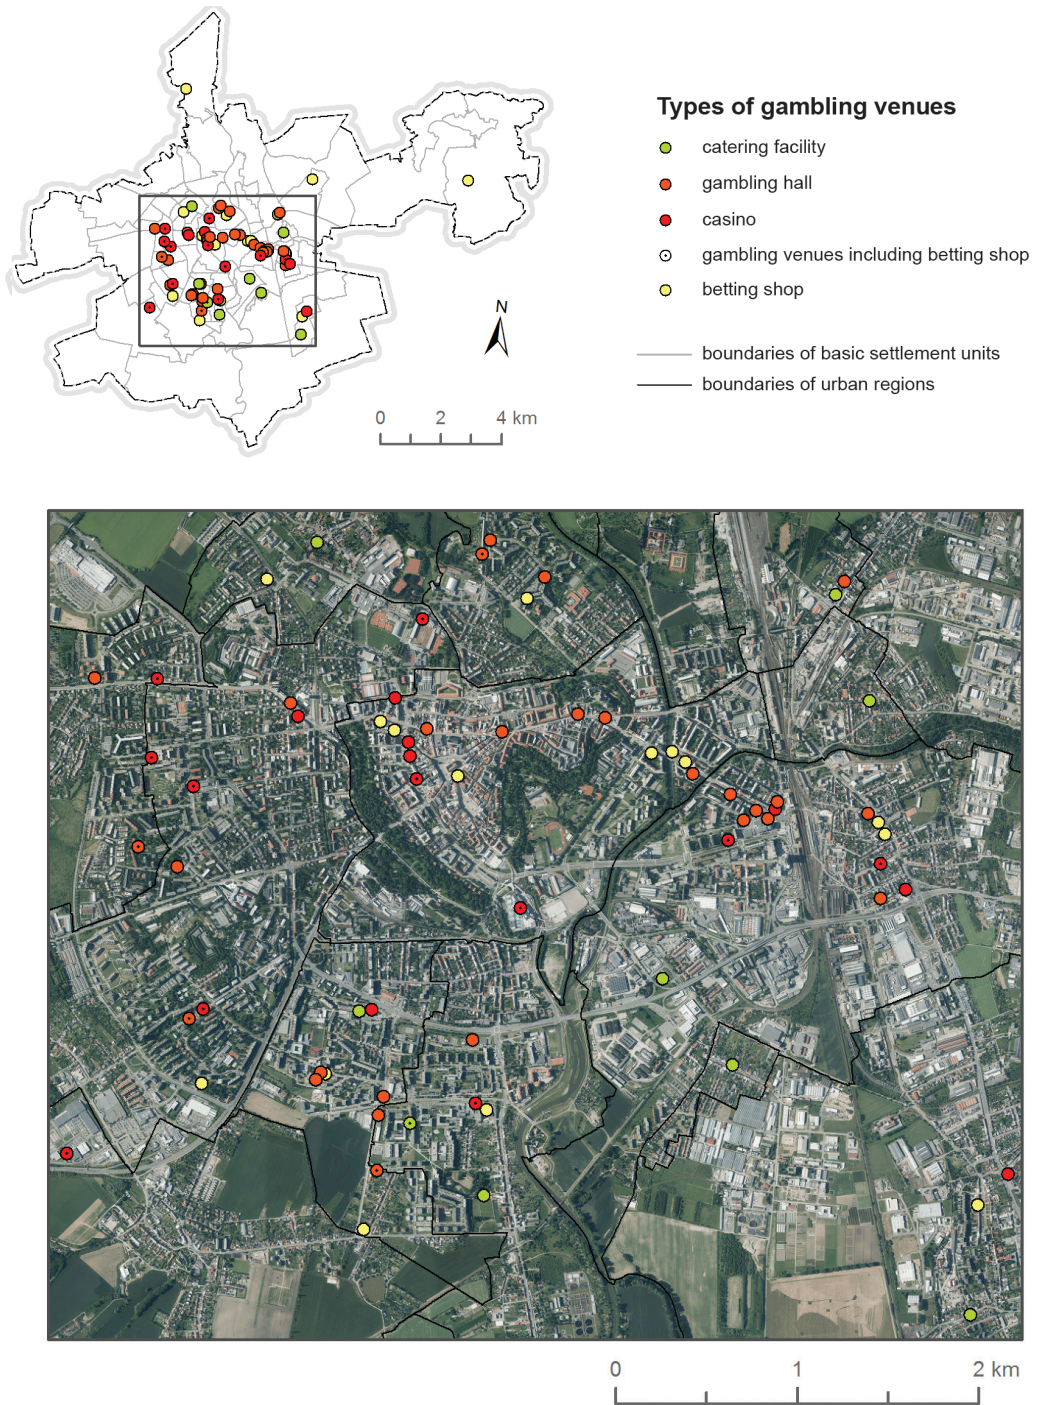 Types of gambling venues
catering facility
gambling hall
casino
gambling venues including betting shop
betting shop
boundaries of basic settlement units
boundaries of urban regions
N
0 2 4 km
0 1 2 km